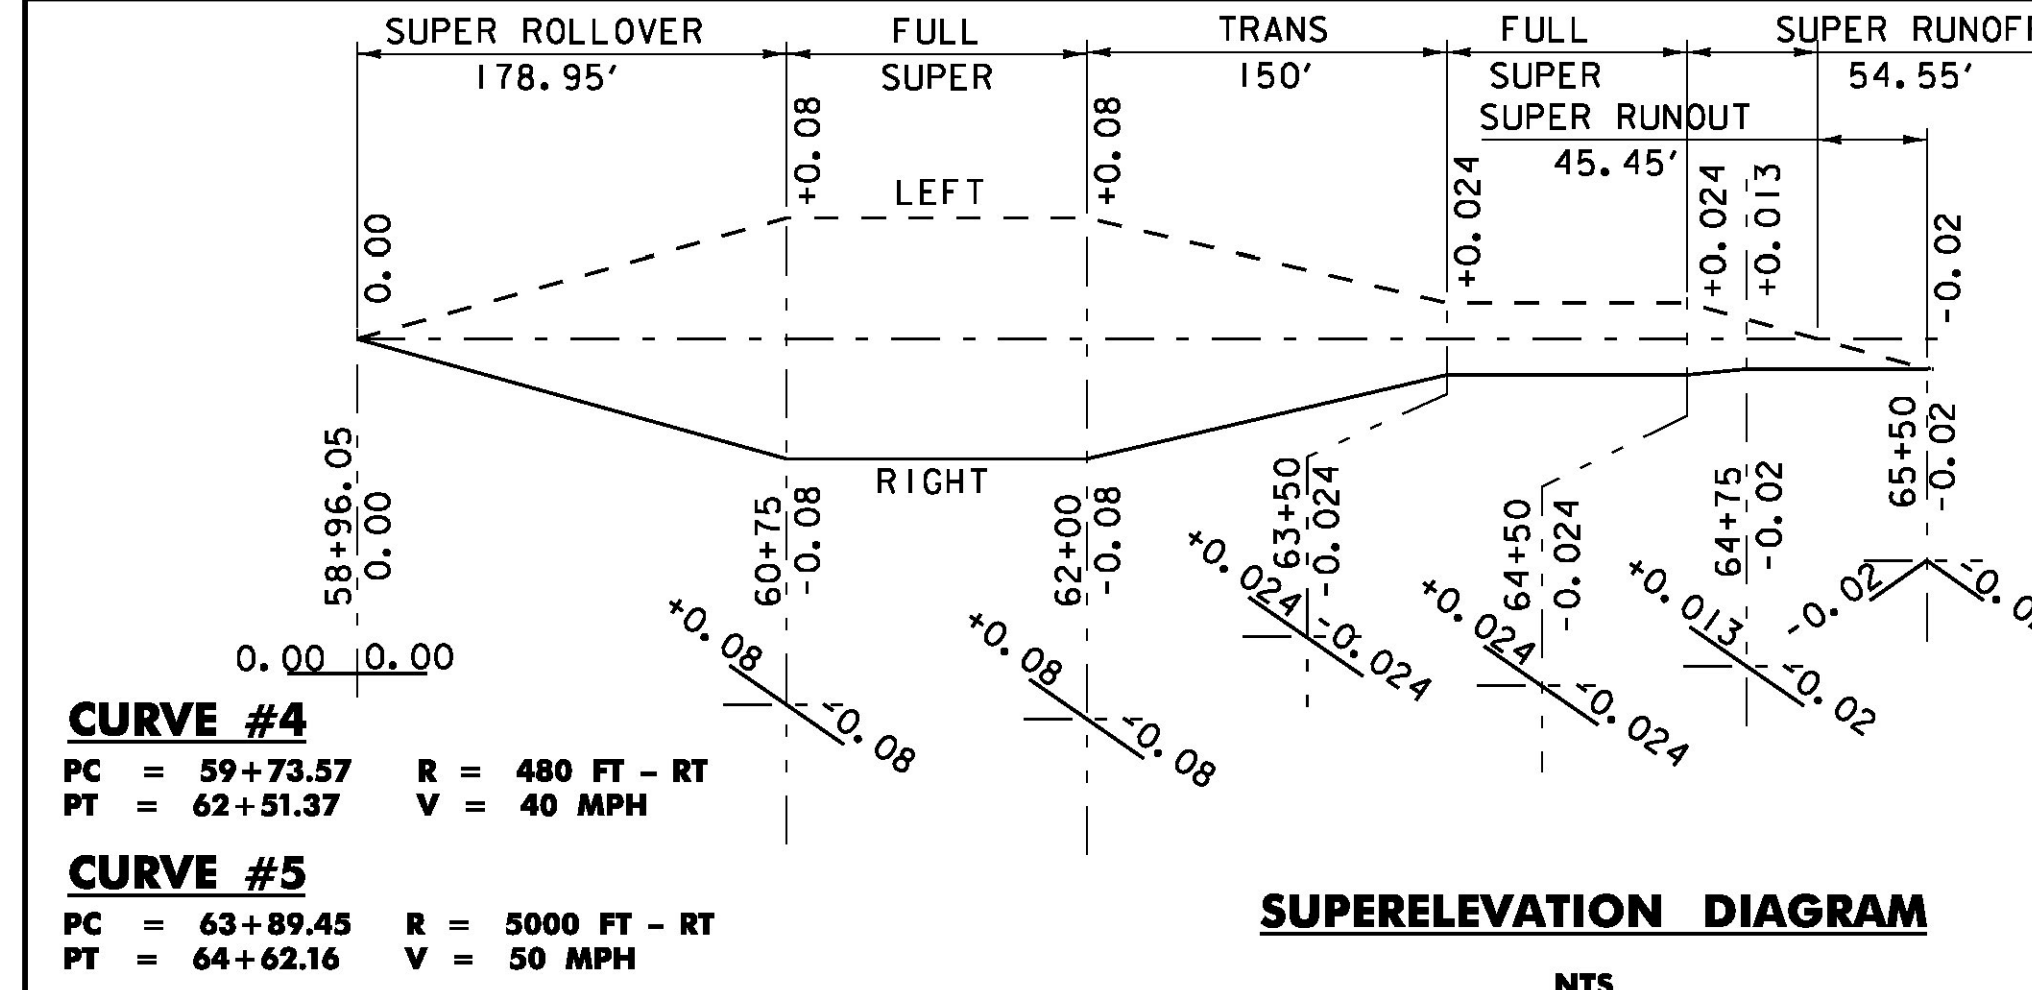 SUPER ROLLOVER
178.95'
FULL
SUPER
TRANS
150'
FULL
SUPER
SUPER RUNOFF
54.55'
SUPER RUNOUT
45.45'
0.00
+0.08
+0.08
+0.024
+0.024
+0.013
-0.02
LEFT
RIGHT
58+96.05
0.00
60+75
-0.08
62+00
-0.08
63+50
-0.024
64+50
-0.024
64+75
-0.02
65+50
-0.02
0.00 0.00
+0.08
-0.08
+0.08
-0.08
+0.024
-0.024
+0.024
-0.024
+0.013
-0.02
-0.02
CURVE #4
PC = 59+73.57 R = 480 FT – RT
PT = 62+51.37 V = 40 MPH
CURVE #5
PC = 63+89.45 R = 5000 FT – RT
PT = 64+62.16 V = 50 MPH
SUPERELEVATION DIAGRAM
NTS